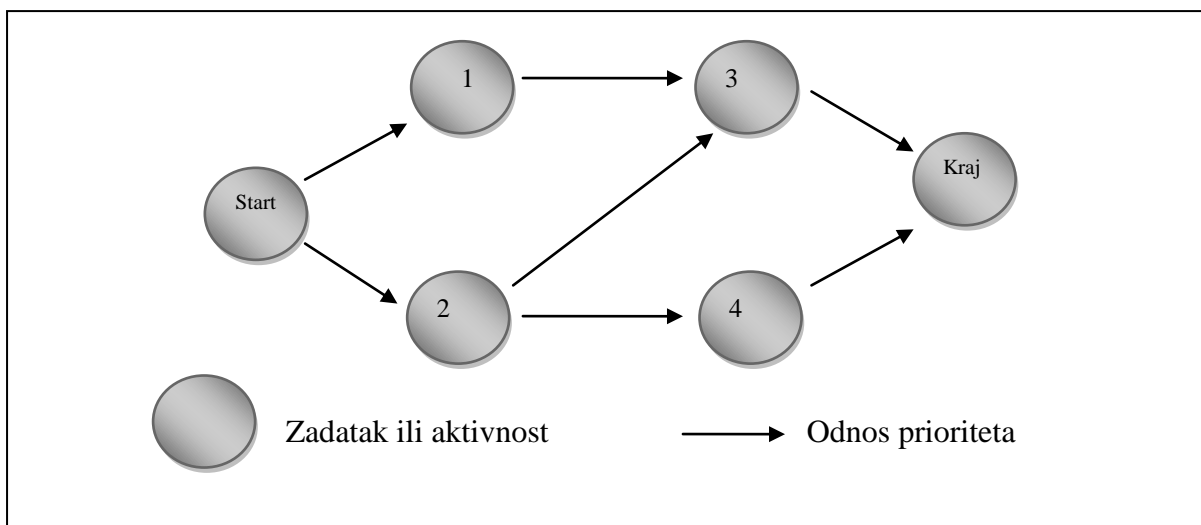 1
3
Start
Kraj
2
4
Zadatak ili aktivnost
Odnos prioriteta